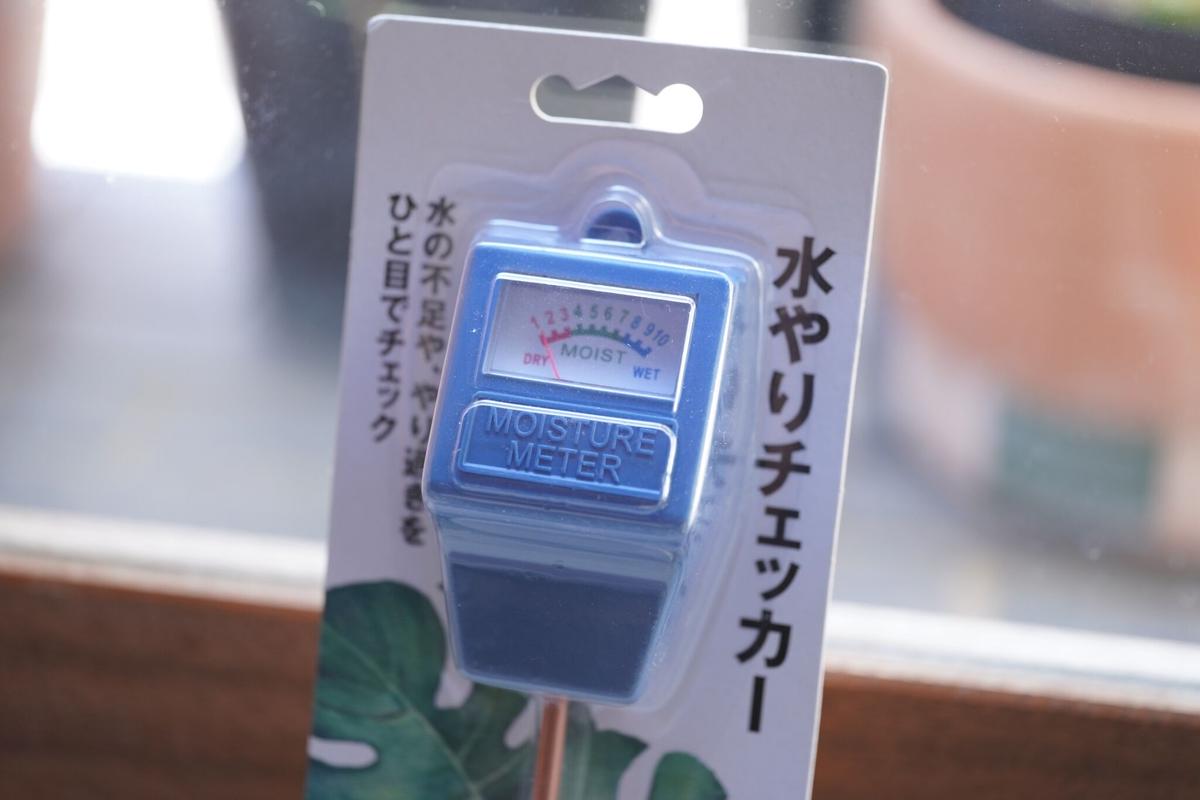 水やりチェッカー
水の不足や、やり過ぎを
ひと目でチェック
1 2 3 4 5 6 7 8 9 10
DRY MOIST WET
MOISTURE
METER